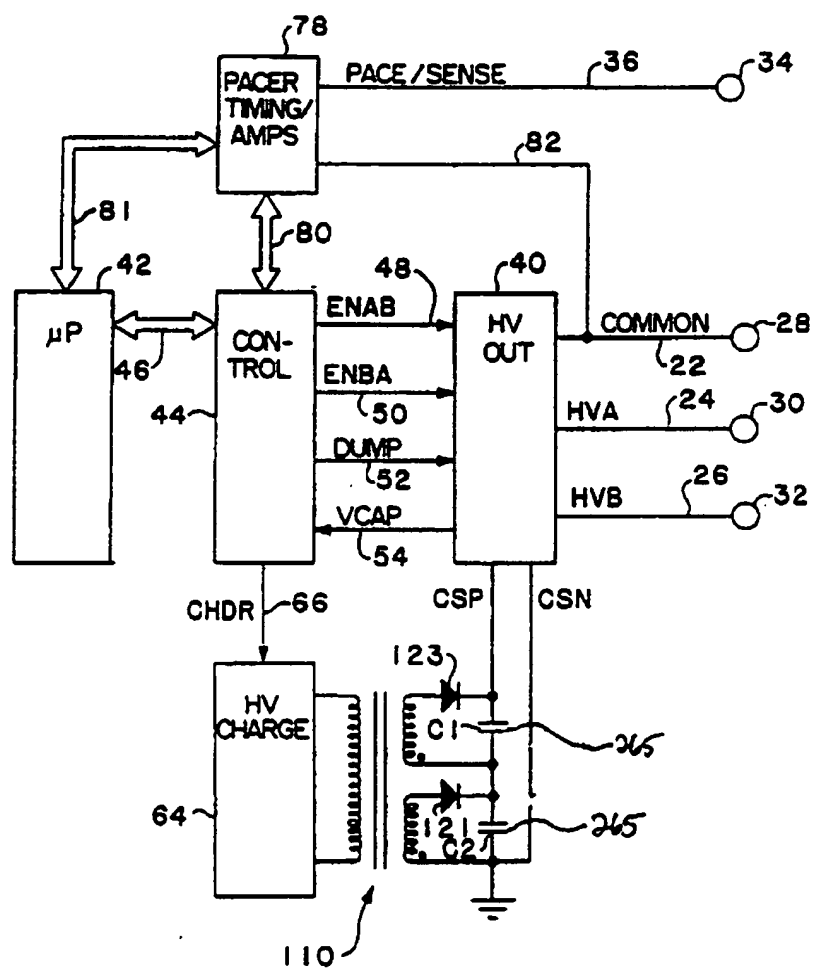 78
PACER
TIMING/
AMPS
PACE/SENSE
36
34
82
81
80
42
µP
46
CON-
TROL
44
ENAB
48
ENBA
50
DUMP
52
VCAP
54
40
HV
OUT
COMMON
22
28
HVA
24
30
HVB
26
32
CHDR
66
CSP
CSN
HV
CHARGE
64
123
C1
265
121
C2
265
110